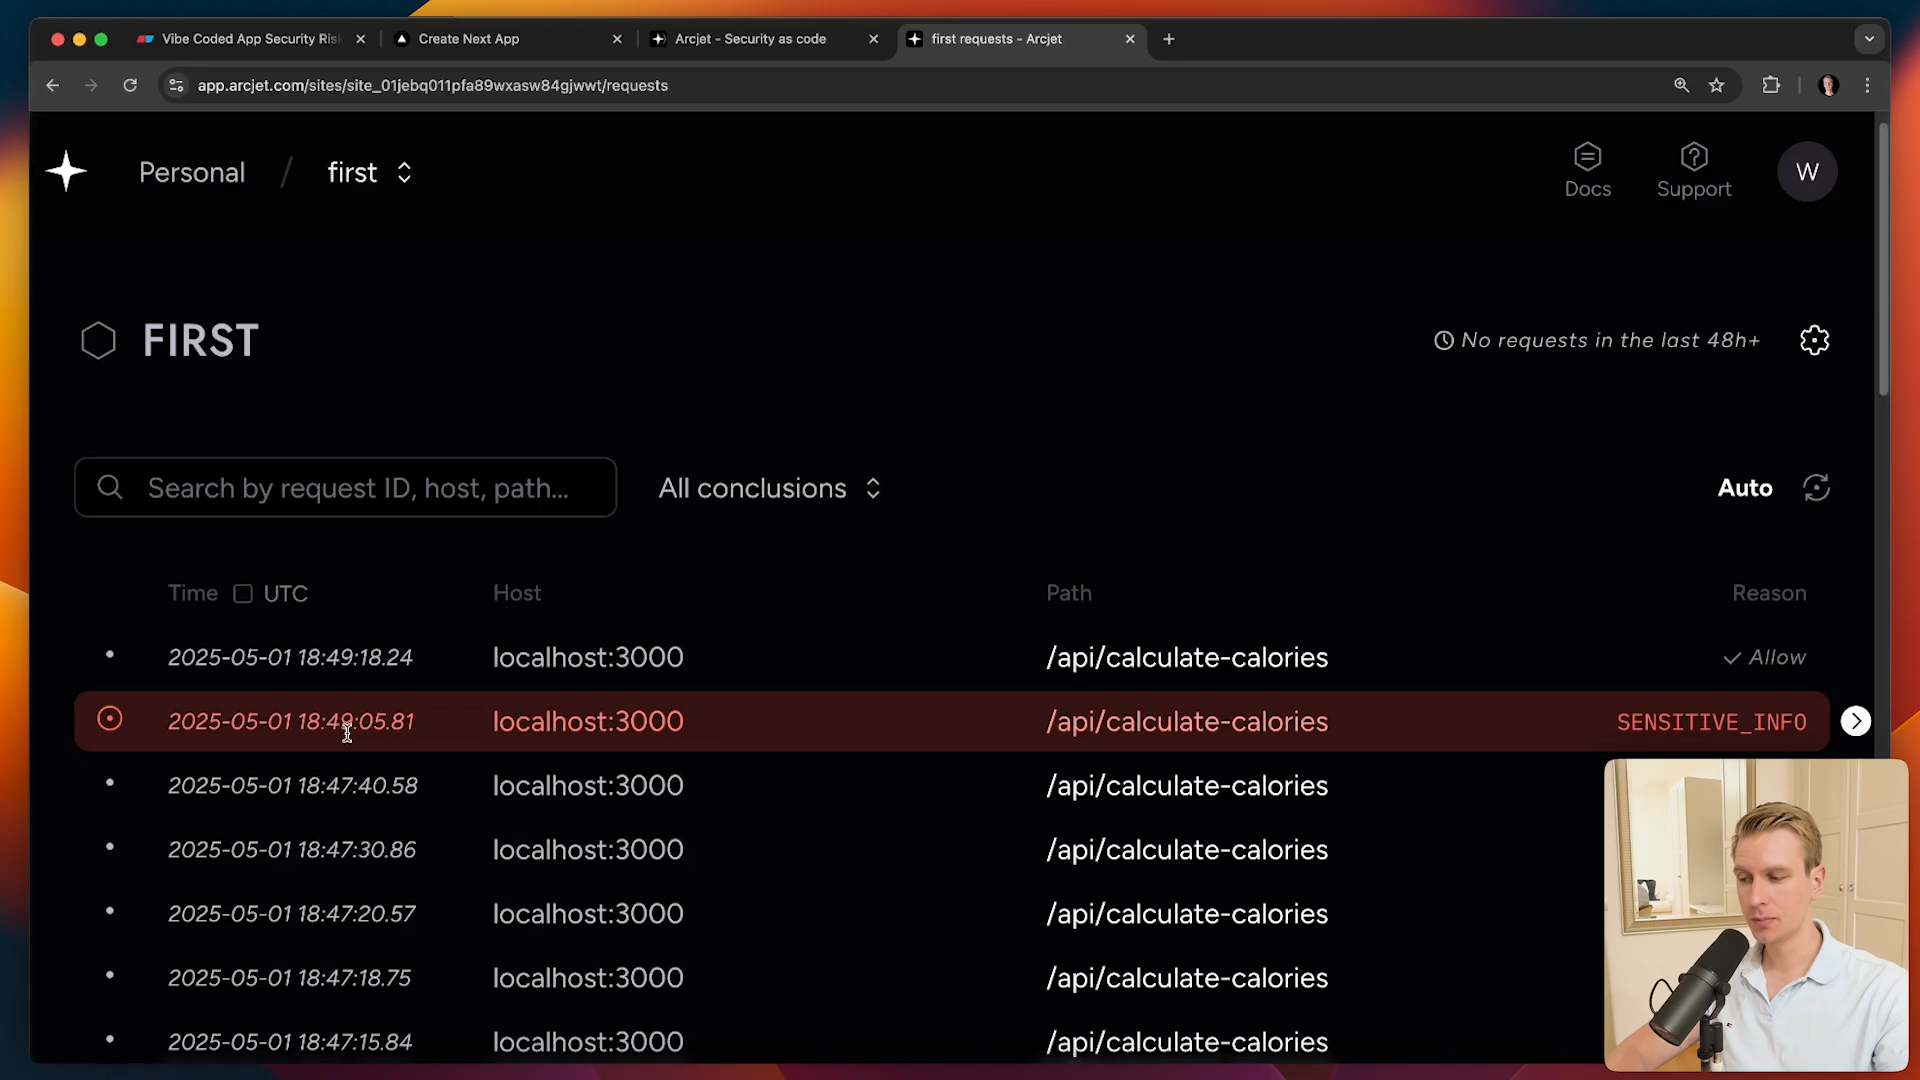 Vibe Coded App Security Ris
Create Next App
Arcjet - Security as code
first requests - Arcjet
app.arcjet.com/sites/site_01jebq011pfa89wxasw84gjwwt/requests
Personal / first
Docs
Support
W
FIRST
No requests in the last 48h+
Search by request ID, host, path...
All conclusions
Auto
Time UTC Host Path Reason
2025-05-01 18:49:18.24 localhost:3000 /api/calculate-calories Allow
2025-05-01 18:49:05.81 localhost:3000 /api/calculate-calories SENSITIVE_INFO
2025-05-01 18:47:40.58 localhost:3000 /api/calculate-calories
2025-05-01 18:47:30.86 localhost:3000 /api/calculate-calories
2025-05-01 18:47:20.57 localhost:3000 /api/calculate-calories
2025-05-01 18:47:18.75 localhost:3000 /api/calculate-calories
2025-05-01 18:47:15.84 localhost:3000 /api/calculate-calories